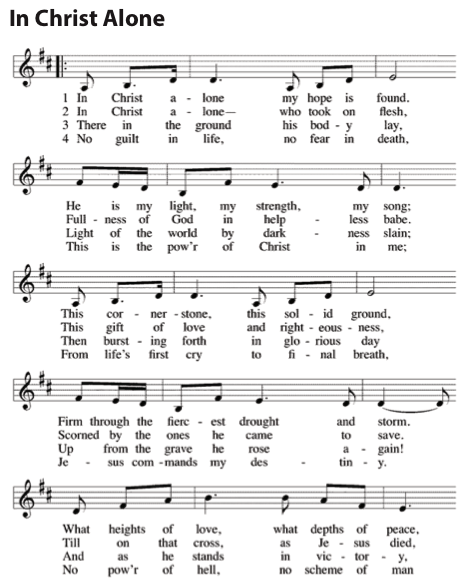 In Christ Alone
1 In Christ a - lone my hope is found.
2 In Christ a - lone— who took on flesh,
3 There in the ground his bod - y lay,
4 No guilt in life, no fear in death,
He is my light, my strength, my song;
Full - ness of God in help - less babe.
Light of the world by dark - ness slain;
This is the pow'r of Christ in me;
This cor - ner - stone, this sol - id ground,
This gift of love and right - eous - ness,
Then burst - ing forth in glo - rious day
From life's first cry to fi - nal breath,
Firm through the fierc - est drought and storm.
Scorned by the ones he came to save.
Up from the grave he rose a - gain!
Je - sus com - mands my des - tin - y.
What heights of love, what depths of peace,
Till on that cross, as Je - sus died,
And as he stands in vic - tor - y,
No pow'r of hell, no scheme of man